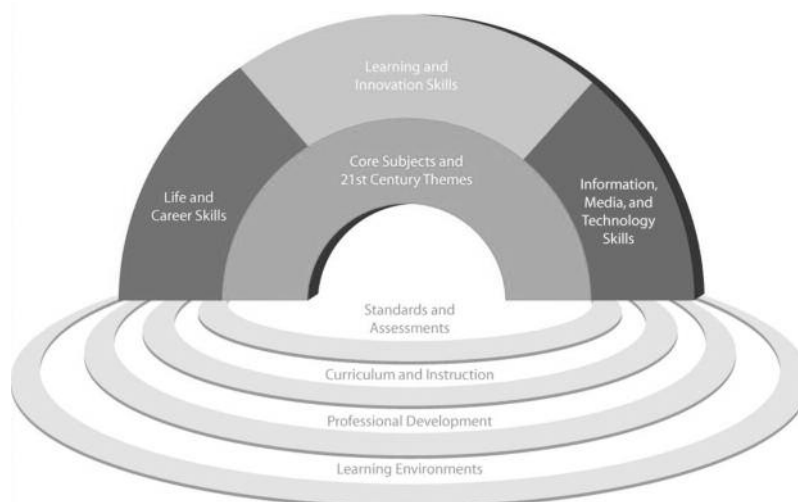 Learning and
Innovation Skills
Core Subjects and
21st Century Themes
Life and
Career Skills
Information,
Media, and
Technology
Skills
Standards and
Assessments
Curriculum and Instruction
Professional Development
Learning Environments